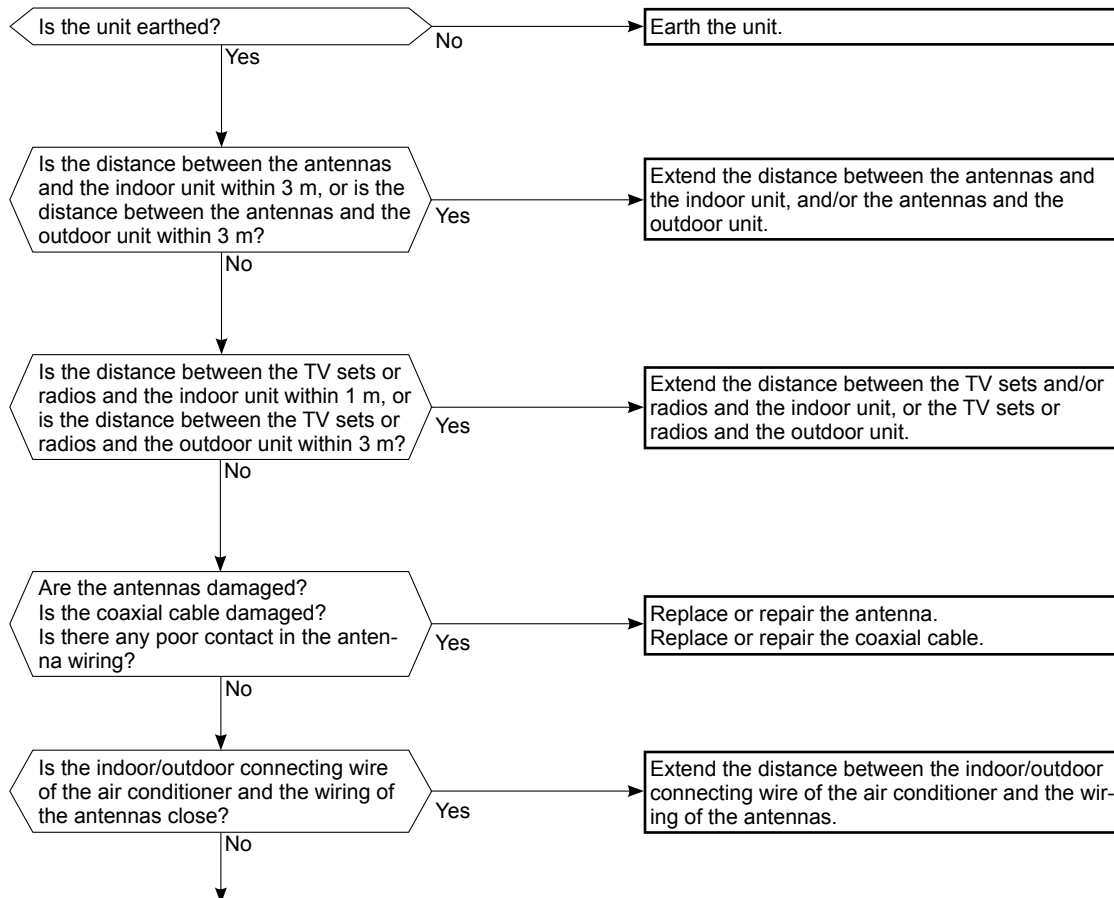 Is the unit earthed?
No
Earth the unit.
Yes
Is the distance between the antennas
and the indoor unit within 3 m, or is the
distance between the antennas and the
outdoor unit within 3 m?
Yes
Extend the distance between the antennas and
the indoor unit, and/or the antennas and the
outdoor unit.
No
Is the distance between the TV sets or
radios and the indoor unit within 1 m, or
is the distance between the TV sets or
radios and the outdoor unit within 3 m?
Yes
Extend the distance between the TV sets and/or
radios and the indoor unit, or the TV sets or
radios and the outdoor unit.
No
Are the antennas damaged?
Is the coaxial cable damaged?
Is there any poor contact in the anten-
na wiring?
Yes
Replace or repair the antenna.
Replace or repair the coaxial cable.
No
Is the indoor/outdoor connecting wire
of the air conditioner and the wiring of
the antennas close?
Yes
Extend the distance between the indoor/outdoor
connecting wire of the air conditioner and the wir-
ing of the antennas.
No